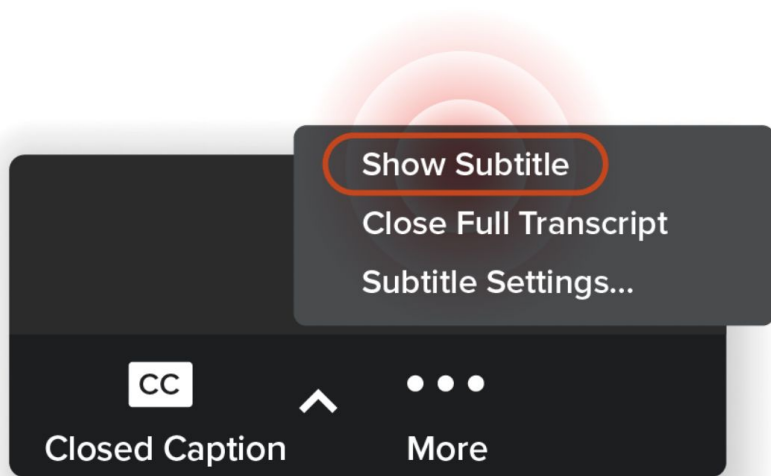 Show Subtitle
Close Full Transcript
Subtitle Settings...
CC
Closed Caption
More